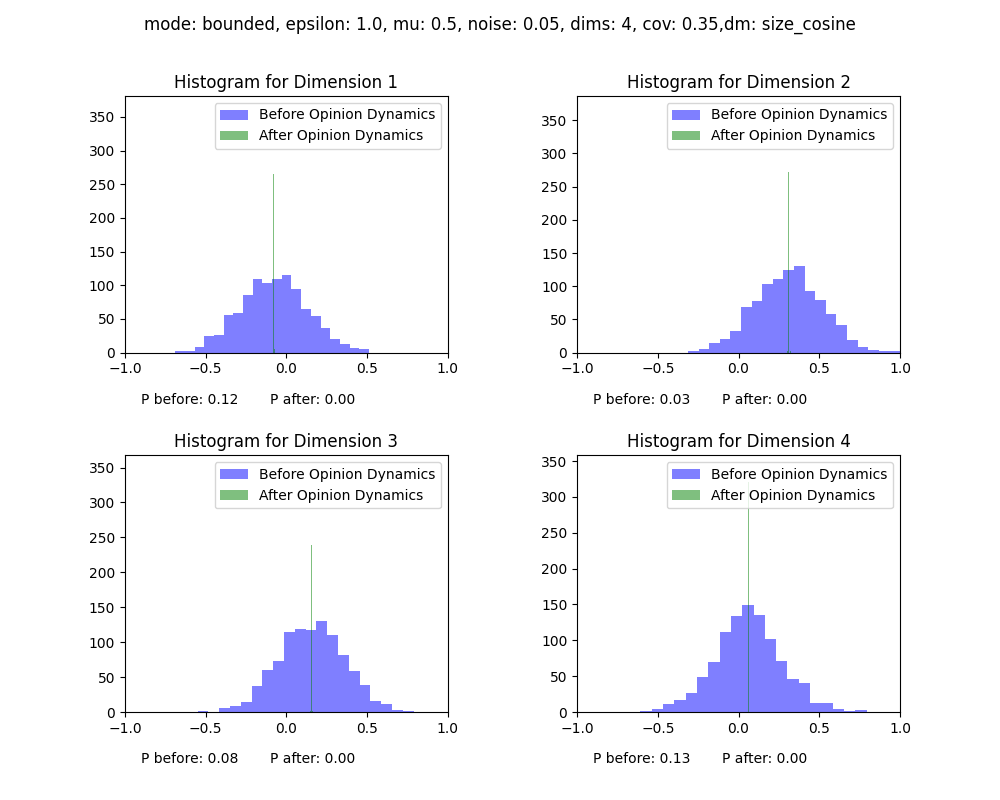 mode: bounded, epsilon: 1.0, mu: 0.5, noise: 0.05, dims: 4, cov: 0.35,dm: size_cosine
Histogram for Dimension 1
Before Opinion Dynamics
After Opinion Dynamics
350
300
250
200
150
100
50
0
−1.0 −0.5 0.0 0.5 1.0
P before: 0.12 P after: 0.00
Histogram for Dimension 2
Before Opinion Dynamics
After Opinion Dynamics
350
300
250
200
150
100
50
0
−1.0 −0.5 0.0 0.5 1.0
P before: 0.03 P after: 0.00
Histogram for Dimension 3
Before Opinion Dynamics
After Opinion Dynamics
350
300
250
200
150
100
50
0
−1.0 −0.5 0.0 0.5 1.0
P before: 0.08 P after: 0.00
Histogram for Dimension 4
Before Opinion Dynamics
After Opinion Dynamics
350
300
250
200
150
100
50
0
−1.0 −0.5 0.0 0.5 1.0
P before: 0.13 P after: 0.00